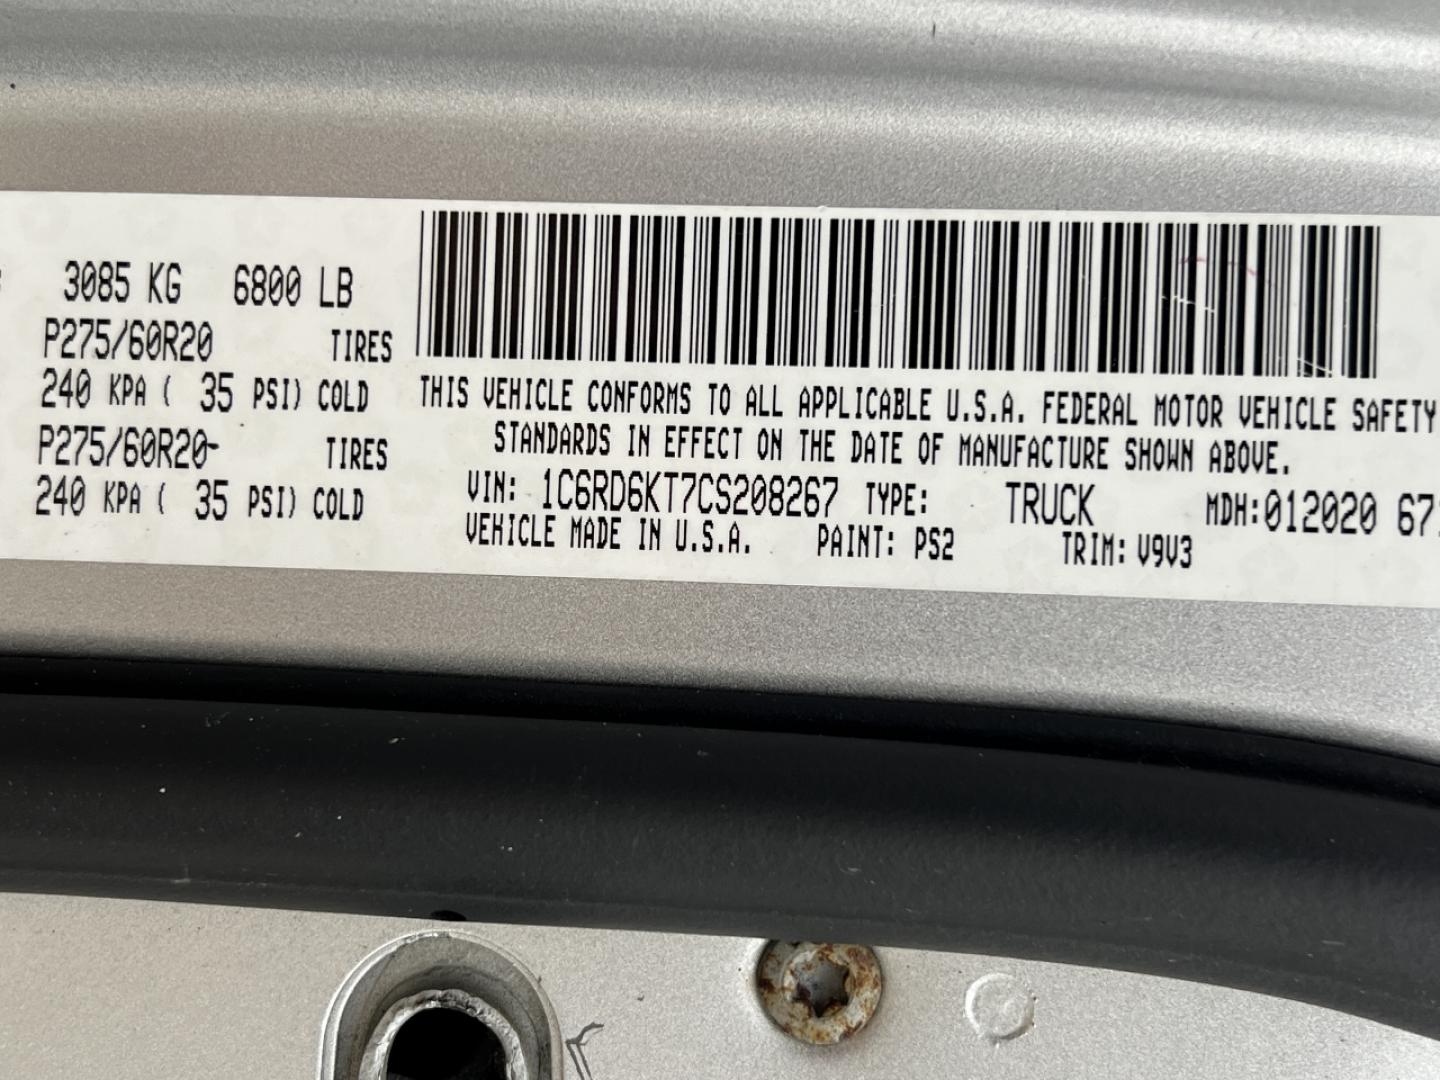 3085 KG 6800 LB
P275/60R20 TIRES
240 KPA ( 35 PSI) COLD
P275/60R20- TIRES
240 KPA ( 35 PSI) COLD
THIS VEHICLE CONFORMS TO ALL APPLICABLE U.S.A. FEDERAL MOTOR VEHICLE SAFETY
STANDARDS IN EFFECT ON THE DATE OF MANUFACTURE SHOWN ABOVE.
VIN: 1C6RD6KT7CS208267 TYPE: TRUCK MDH:012020 67
VEHICLE MADE IN U.S.A. PAINT: PS2 TRIM: V9V3